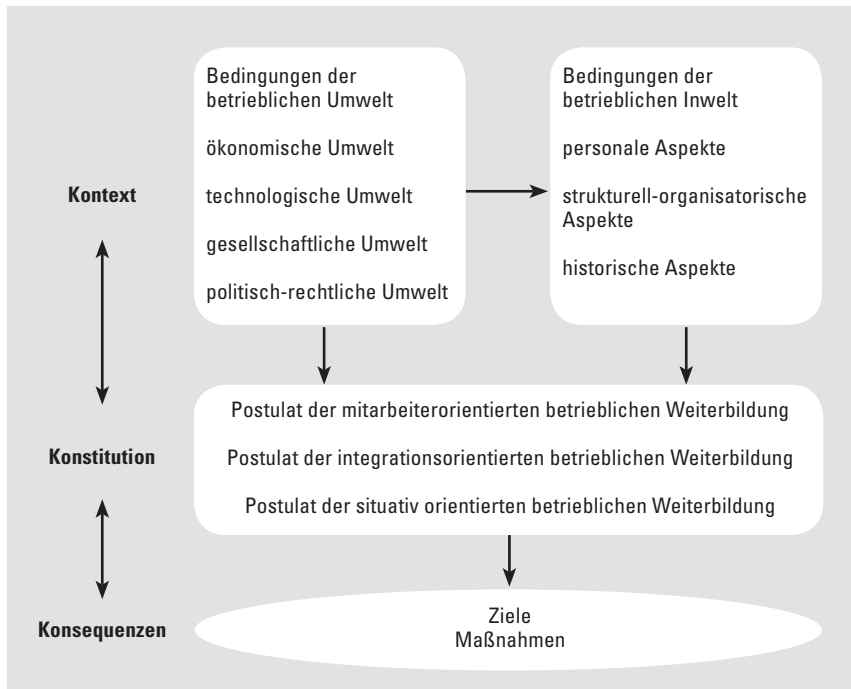 Kontext
Bedingungen der
betrieblichen Umwelt
ökonomische Umwelt
technologische Umwelt
gesellschaftliche Umwelt
politisch-rechtliche Umwelt
Bedingungen der
betrieblichen Inwelt
personale Aspekte
strukturell-organisatorische
Aspekte
historische Aspekte
Konstitution
Postulat der mitarbeiterorientierten betrieblichen Weiterbildung
Postulat der integrationsorientierten betrieblichen Weiterbildung
Postulat der situativ orientierten betrieblichen Weiterbildung
Konsequenzen
Ziele
Maßnahmen